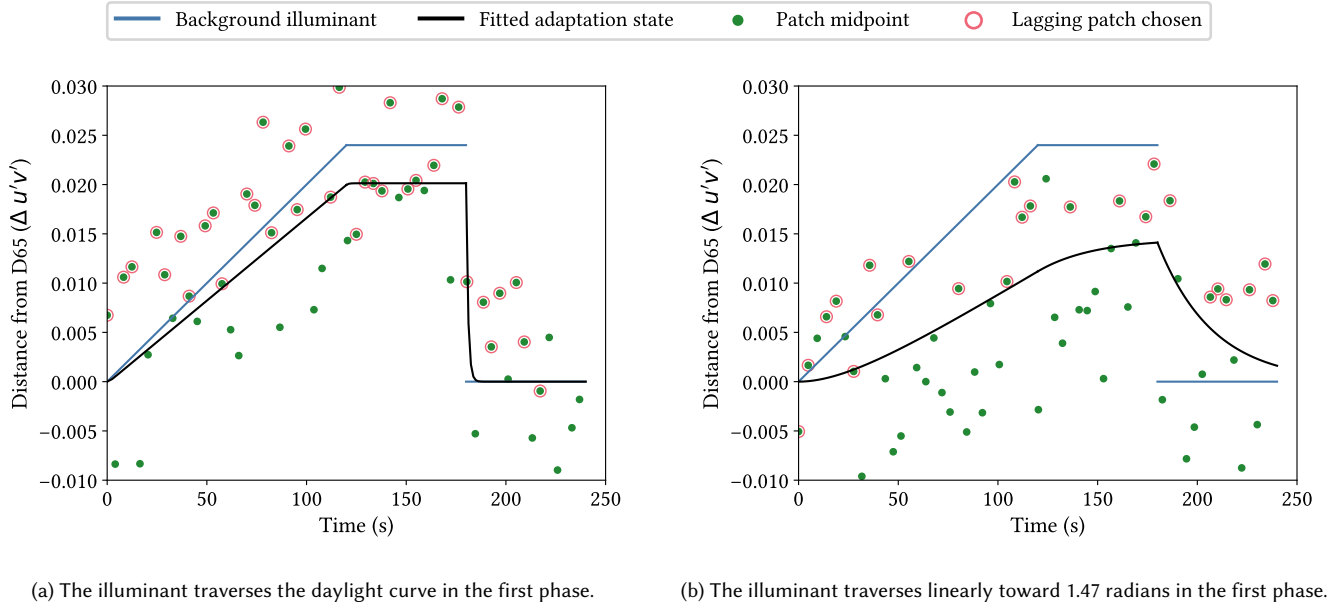 Background illuminant Fitted adaptation state Patch midpoint Lagging patch chosen
0.030
0.025
0.020
0.015
0.010
0.005
0.000
−0.005
−0.010
Distance from D65 (Δ u′v′)
0 50 100 150 200 250
Time (s)
0.030
0.025
0.020
0.015
0.010
0.005
0.000
−0.005
−0.010
Distance from D65 (Δ u′v′)
0 50 100 150 200 250
Time (s)
(a) The illuminant traverses the daylight curve in the first phase.
(b) The illuminant traverses linearly toward 1.47 radians in the first phase.